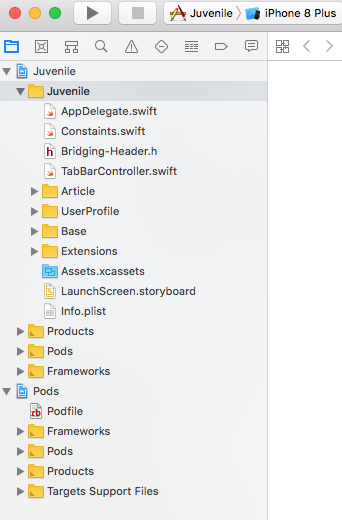 Juvenile iPhone 8 Plus
Juvenile
Juvenile
AppDelegate.swift
Constaints.swift
h Bridging-Header.h
TabBarController.swift
Article
UserProfile
Base
Extensions
Assets.xcassets
LaunchScreen.storyboard
Info.plist
Products
Pods
Frameworks
Pods
rb Podfile
Frameworks
Pods
Products
Targets Support Files